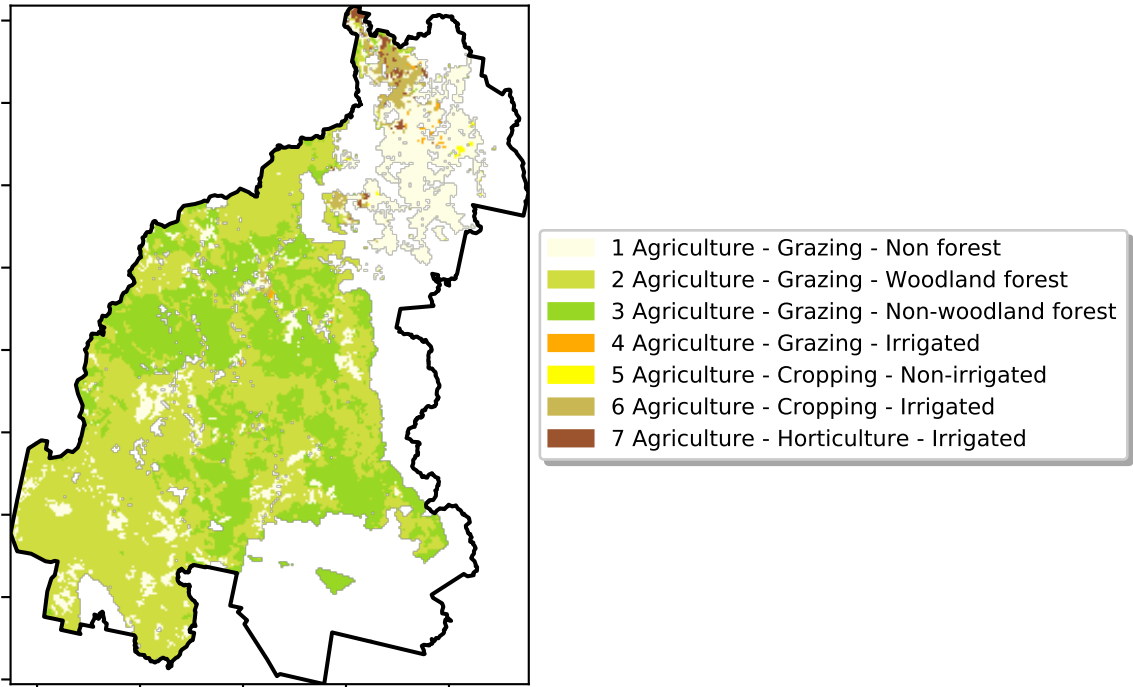 1 Agriculture - Grazing - Non forest
2 Agriculture - Grazing - Woodland forest
3 Agriculture - Grazing - Non-woodland forest
4 Agriculture - Grazing - Irrigated
5 Agriculture - Cropping - Non-irrigated
6 Agriculture - Cropping - Irrigated
7 Agriculture - Horticulture - Irrigated